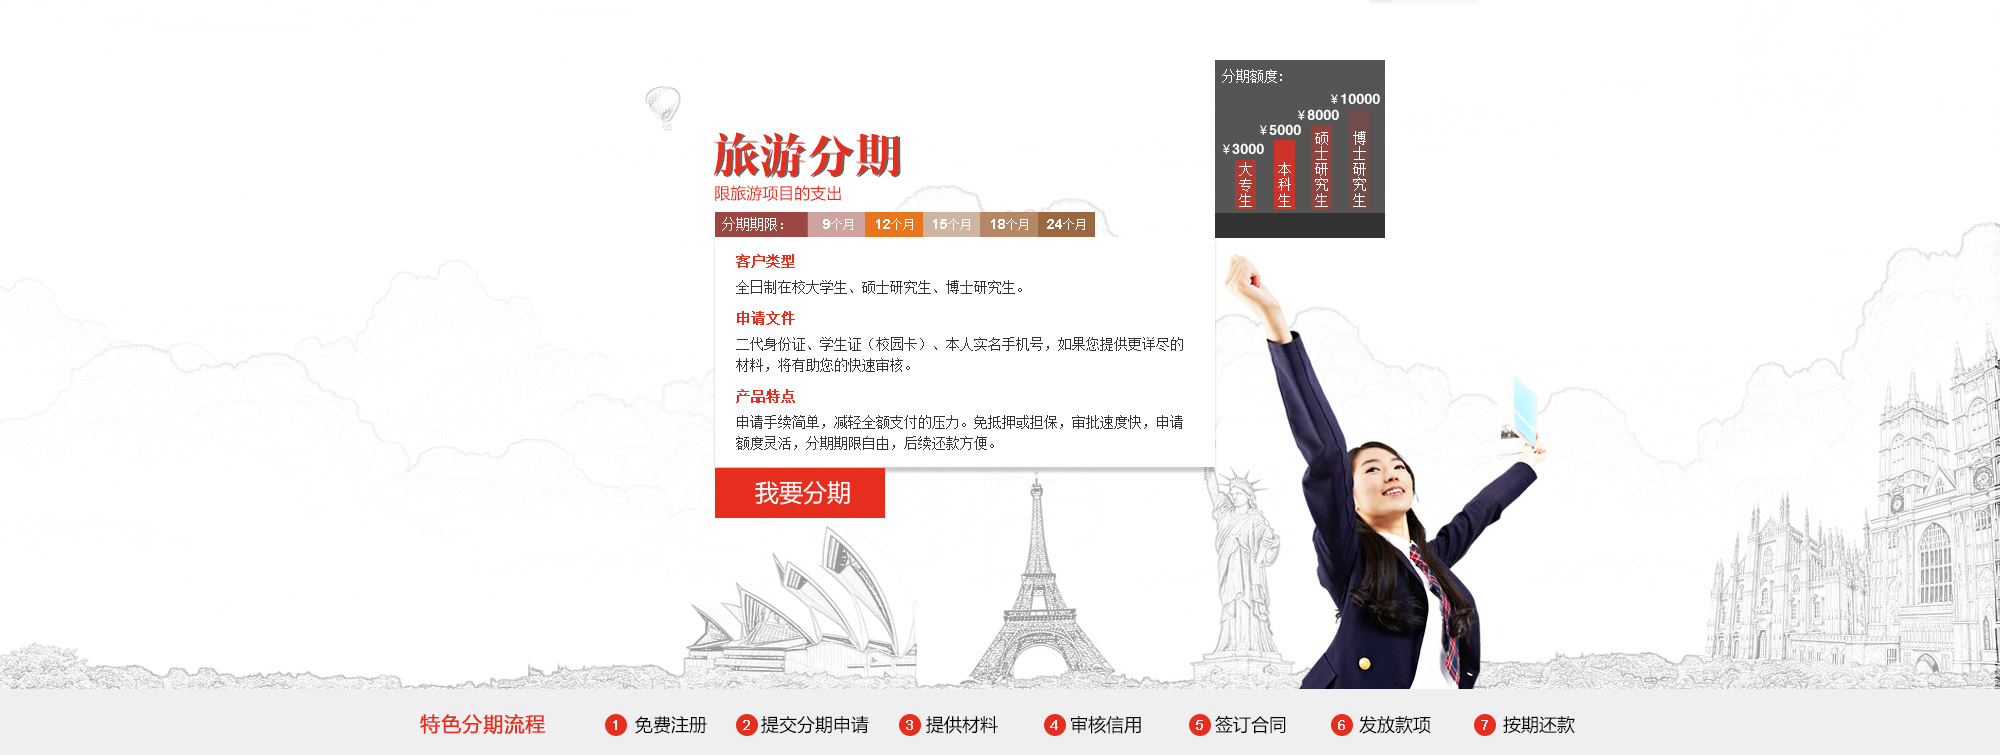 旅游分期
限旅游项目的支出
分期期限： 9个月 12个月 15个月 18个月 24个月
客户类型
全日制在校大学生、硕士研究生、博士研究生。
申请文件
二代身份证、学生证（校园卡）、本人实名手机号，如果您提供更详尽的
材料，将有助您的快速审核。
产品特点
申请手续简单，减轻全额支付的压力。免抵押或担保，审批速度快，申请
额度灵活，分期期限自由，后续还款方便。
我要分期
分期额度：
¥3000
大专生
¥5000
本科生
¥8000
硕士研究生
¥10000
博士研究生
特色分期流程 1 免费注册 2 提交分期申请 3 提供材料 4 审核信用 5 签订合同 6 发放款项 7 按期还款